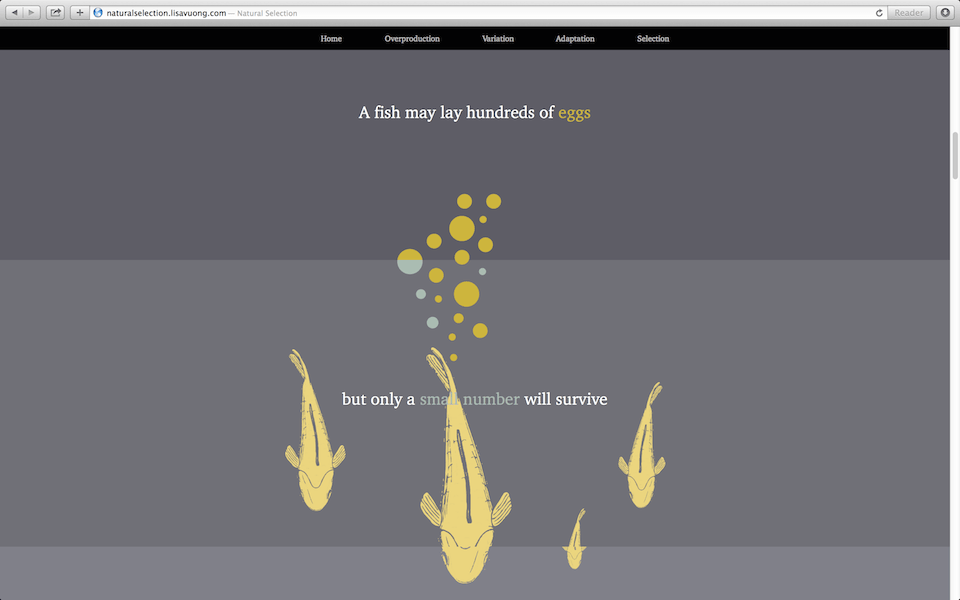 naturalselection.lisavuong.com — Natural Selection
Reader
Home
Overproduction
Variation
Adaptation
Selection
A fish may lay hundreds of eggs
but only a small number will survive